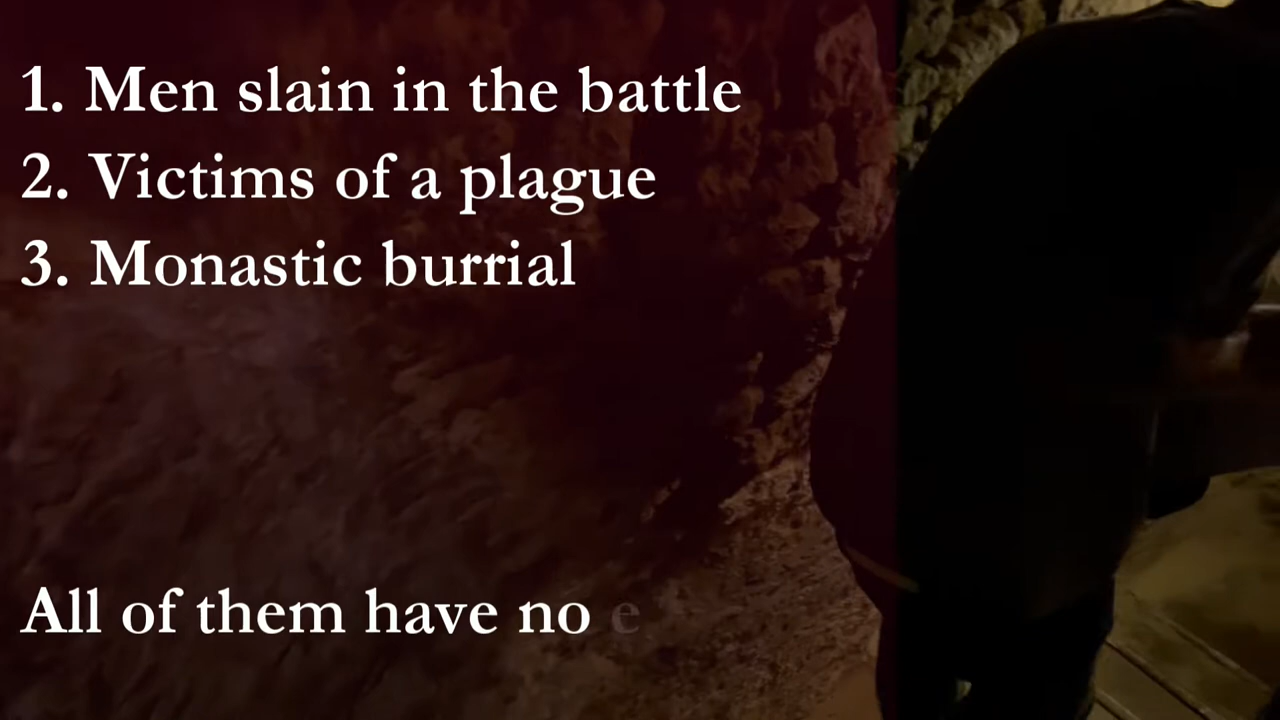 1. Men slain in the battle
2. Victims of a plague
3. Monastic burrial
All of them have no e